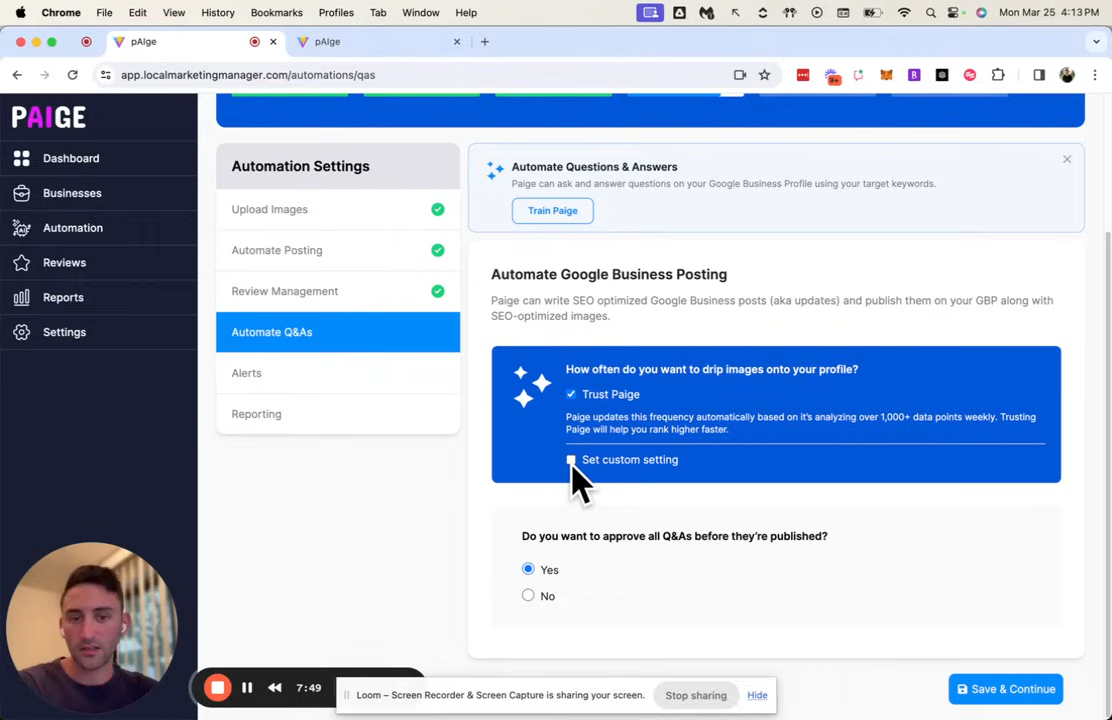 Chrome File Edit View History Bookmarks Profiles Tab Window Help Mon Mar 25 4:13 PM
pAIge pAIge
app.localmarketingmanager.com/automations/qas
9+
PAIGE
Dashboard
Businesses
Automation
Reviews
Reports
Settings
Automation Settings
Upload Images
Automate Posting
Review Management
Automate Q&As
Alerts
Reporting
Automate Questions & Answers
Paige can ask and answer questions on your Google Business Profile using your target keywords.
Train Paige
Automate Google Business Posting
Paige can write SEO optimized Google Business posts (aka updates) and publish them on your GBP along with
SEO-optimized images.
How often do you want to drip images onto your profile?
Trust Paige
Paige updates this frequency automatically based on it's analyzing over 1,000+ data points weekly. Trusting
Paige will help you rank higher faster.
Set custom setting
Do you want to approve all Q&As before they're published?
Yes
No
Save & Continue
7:49
Loom – Screen Recorder & Screen Capture is sharing your screen. Stop sharing Hide